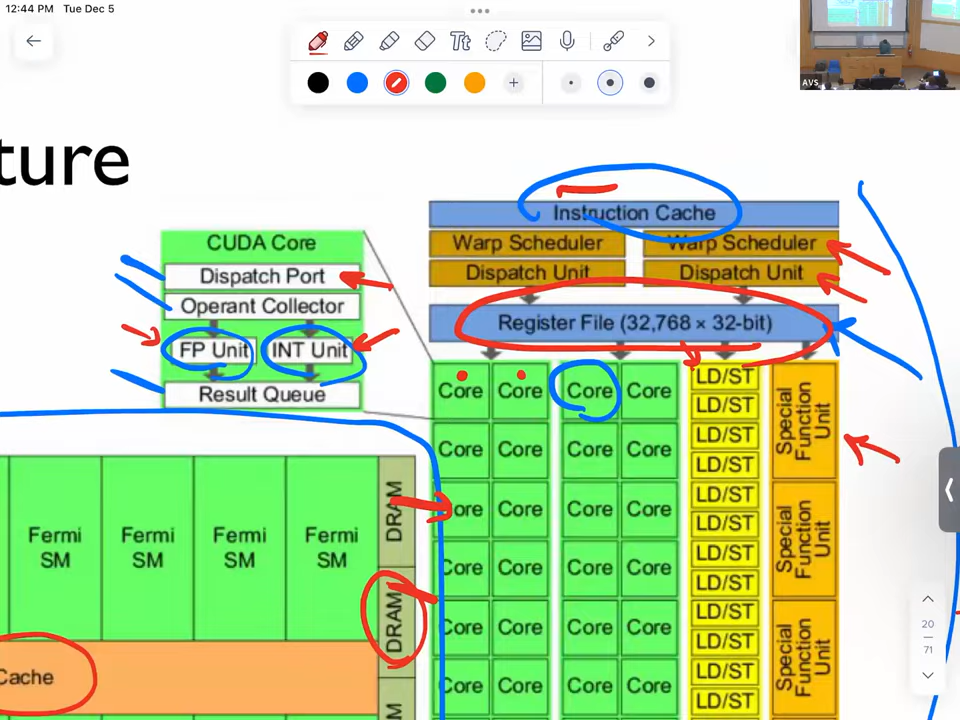 12:44 PM Tue Dec 5
Tt
AVS
ture
CUDA Core
Dispatch Port
Operant Collector
FP Unit
INT Unit
Result Queue
Instruction Cache
Warp Scheduler
Warp Scheduler
Dispatch Unit
Dispatch Unit
Register File (32,768 × 32-bit)
Core Core Core Core LD/ST
LD/ST
Core Core Core Core LD/ST
LD/ST
Core Core Core Core LD/ST
LD/ST
Core Core Core Core LD/ST
LD/ST
Core Core Core Core LD/ST
LD/ST
Core Core Core Core LD/ST
LD/ST
Special Function Unit
Special Function Unit
Special Function Unit
Fermi SM
Fermi SM
Fermi SM
Fermi SM
DRAM
DRAM
Cache
20
71